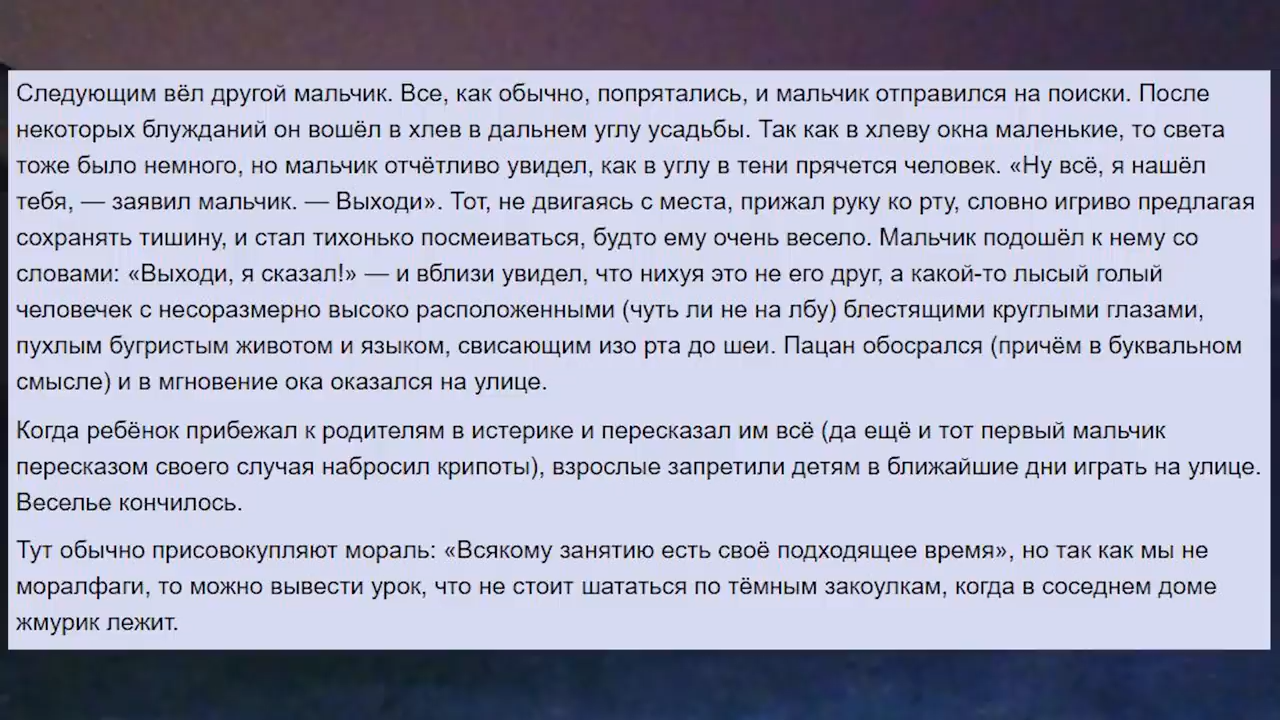 Следующим вёл другой мальчик. Все, как обычно, попрятались, и мальчик отправился на поиски. После
некоторых блужданий он вошёл в хлев в дальнем углу усадьбы. Так как в хлеву окна маленькие, то света
тоже было немного, но мальчик отчётливо увидел, как в углу в тени прячется человек. «Ну всё, я нашёл
тебя, — заявил мальчик. — Выходи». Тот, не двигаясь с места, прижал руку ко рту, словно игриво предлагая
сохранять тишину, и стал тихонько посмеиваться, будто ему очень весело. Мальчик подошёл к нему со
словами: «Выходи, я сказал!» — и вблизи увидел, что нихуя это не его друг, а какой-то лысый голый
человечек с несоразмерно высоко расположенными (чуть ли не на лбу) блестящими круглыми глазами,
пухлым бугристым животом и языком, свисающим изо рта до шеи. Пацан обосрался (причём в буквальном
смысле) и в мгновение ока оказался на улице.
Когда ребёнок прибежал к родителям в истерике и пересказал им всё (да ещё и тот первый мальчик
пересказом своего случая набросил крипоты), взрослые запретили детям в ближайшие дни играть на улице.
Веселье кончилось.
Тут обычно присовокупляют мораль: «Всякому занятию есть своё подходящее время», но так как мы не
моралфаги, то можно вывести урок, что не стоит шататься по тёмным закоулкам, когда в соседнем доме
жмурик лежит.